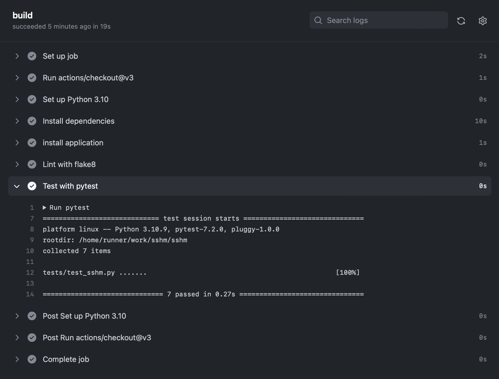 build
succeeded 5 minutes ago in 19s
Search logs
Set up job 2s
Run actions/checkout@v3 1s
Set up Python 3.10 0s
Install dependencies 10s
install application 1s
Lint with flake8 0s
Test with pytest 0s
1 ▶ Run pytest
7 ============================= test session starts ==============================
8 platform linux -- Python 3.10.9, pytest-7.2.0, pluggy-1.0.0
9 rootdir: /home/runner/work/sshm/sshm
10 collected 7 items
11
12 tests/test_sshm.py ....... [100%]
13
14 ============================== 7 passed in 0.27s ===============================
Post Set up Python 3.10 0s
Post Run actions/checkout@v3 0s
Complete job 0s